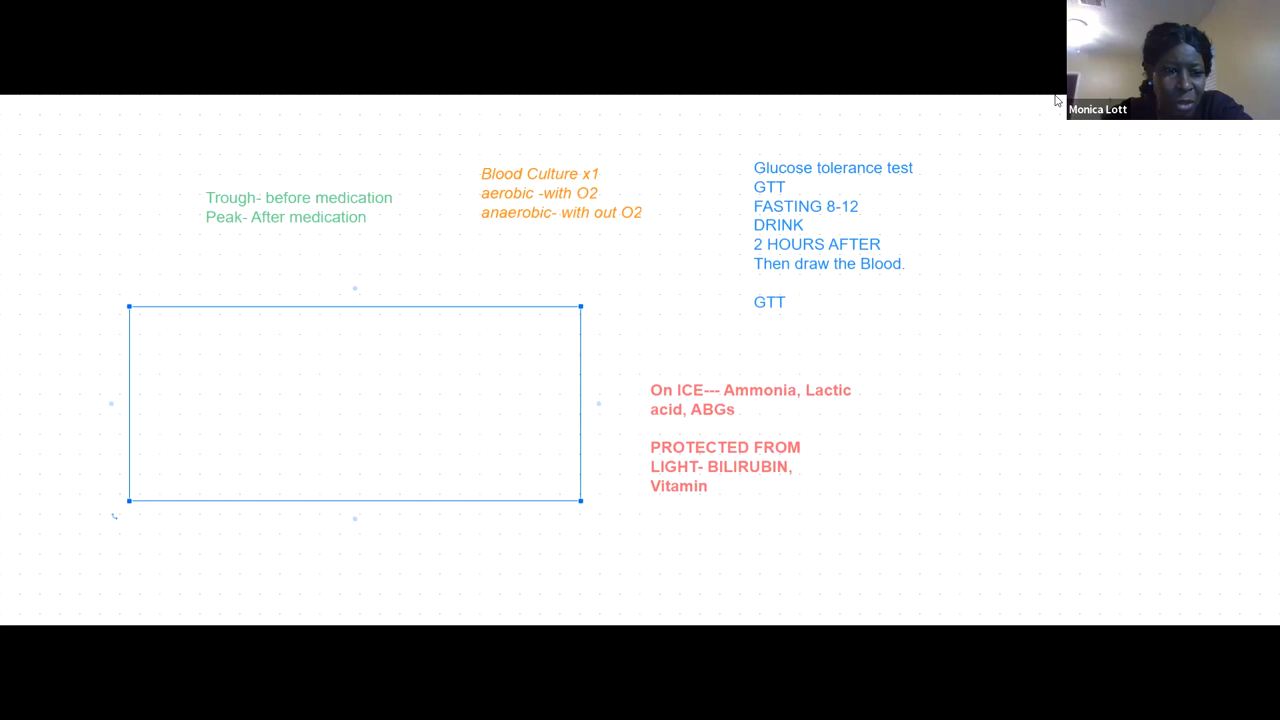 Monica Lott
Trough- before medication
Peak- After medication
Blood Culture x1
aerobic -with O2
anaerobic- with out O2
Glucose tolerance test
GTT
FASTING 8-12
DRINK
2 HOURS AFTER
Then draw the Blood.
GTT
On ICE--- Ammonia, Lactic
acid, ABGs
PROTECTED FROM
LIGHT- BILIRUBIN,
Vitamin